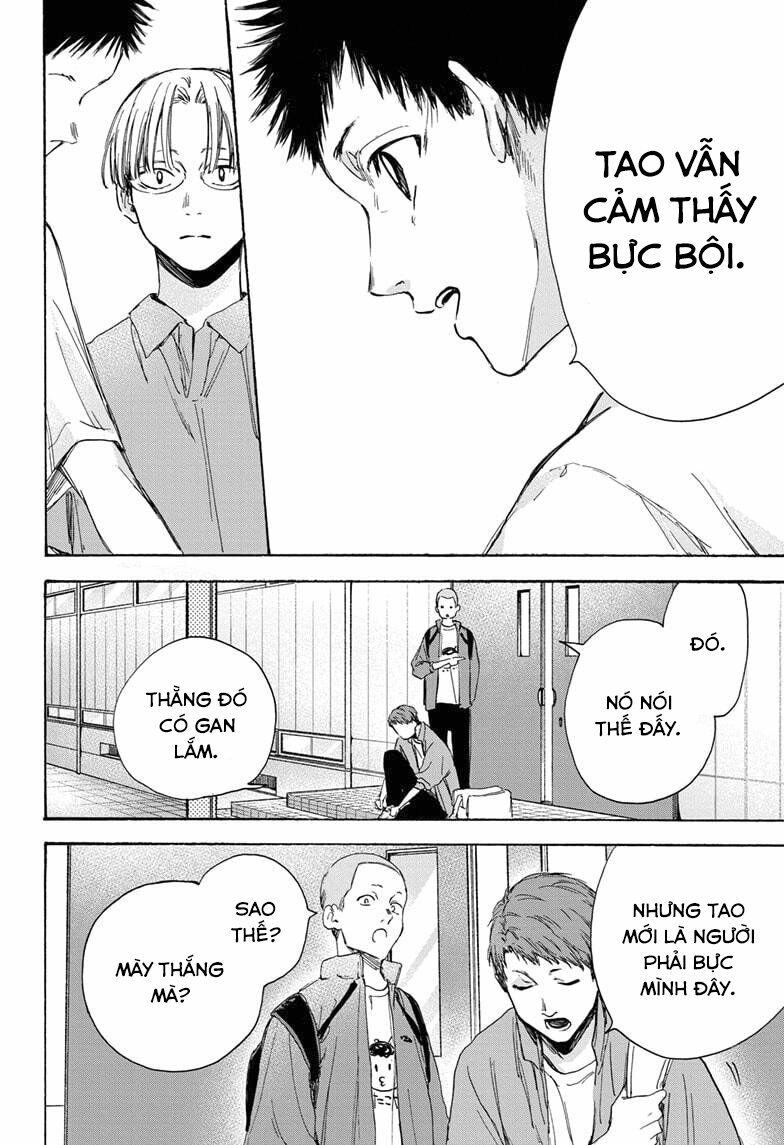 TAO VẪN
CẢM THẤY
BỰC BỘI.
ĐÓ.
NÓ NÓI
THẾ ĐẤY.
THẰNG ĐÓ
CÓ GAN
LẮM.
NHƯNG TAO
MỚI LÀ NGƯỜI
PHẢI BỰC
MÌNH ĐÂY.
SAO
THẾ?
MÀY THẮNG
MÀ?